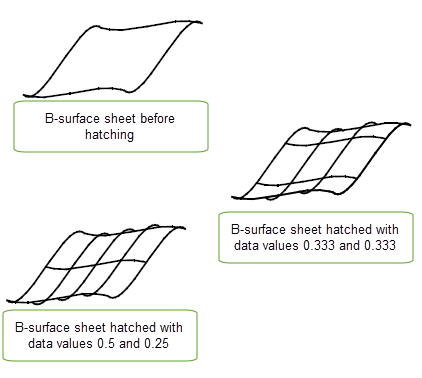 B-surface sheet before
hatching
B-surface sheet hatched with
data values 0.333 and 0.333
B-surface sheet hatched with
data values 0.5 and 0.25